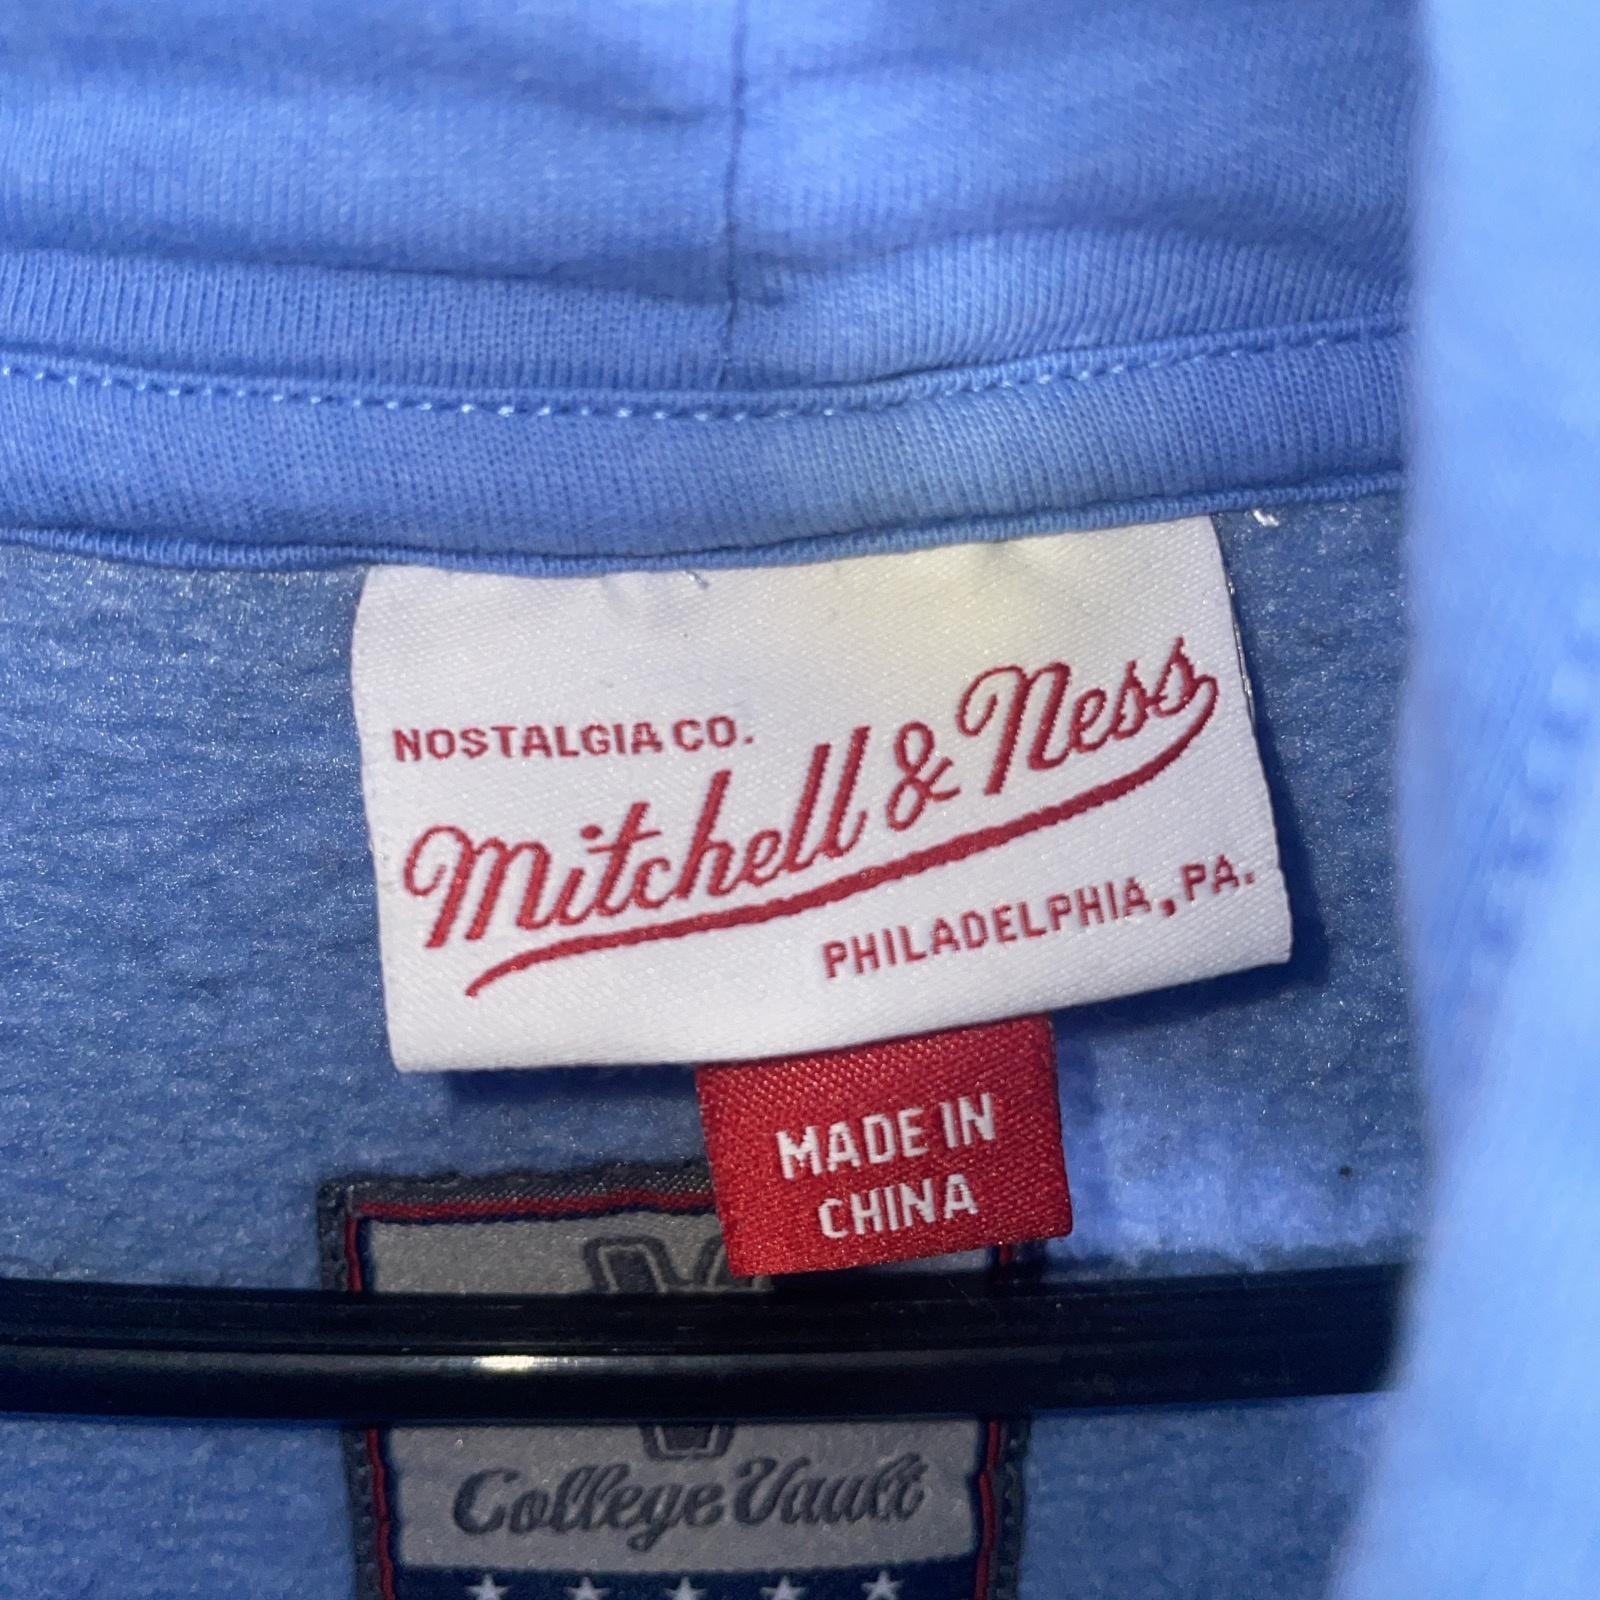 NOSTALGIA CO.
Mitchell & Ness
PHILADELPHIA, PA.
MADE IN
CHINA
V
College Vault